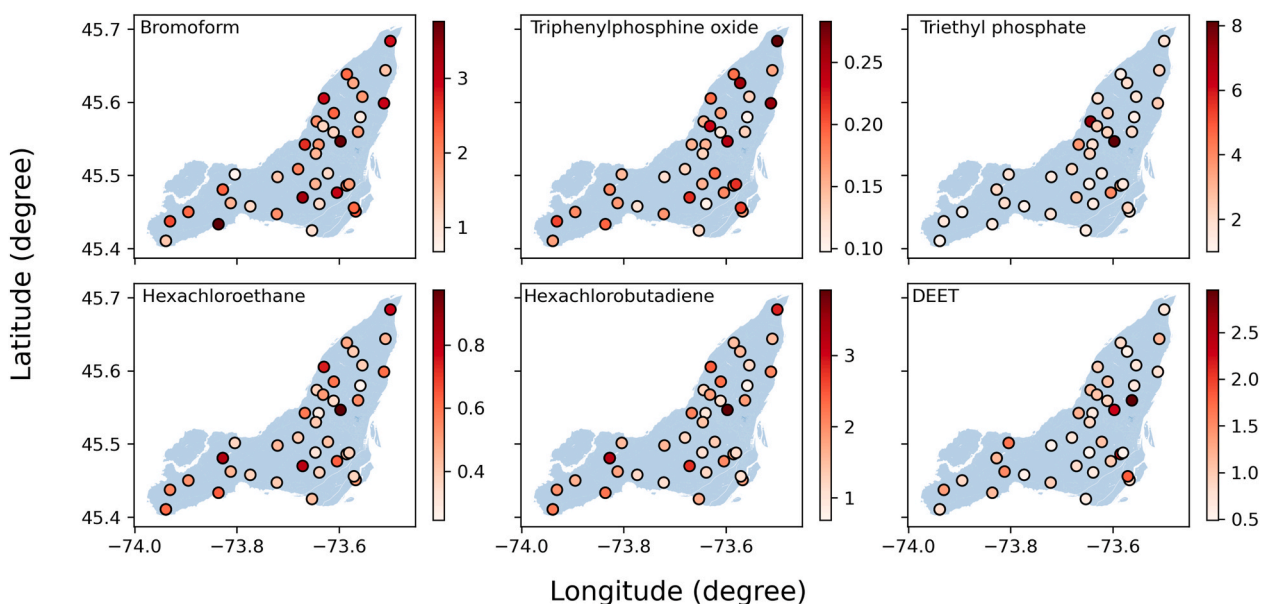 Bromoform
Triphenylphosphine oxide
Triethyl phosphate
45.7
45.6
45.5
45.4
3
2
1
0.25
0.20
0.15
0.10
8
6
4
2
Hexachloroethane
Hexachlorobutadiene
DEET
45.7
45.6
45.5
45.4
0.8
0.6
0.4
3
2
1
2.5
2.0
1.5
1.0
0.5
−74.0 −73.8 −73.6
−74.0 −73.8 −73.6
−74.0 −73.8 −73.6
Latitude (degree)
Longitude (degree)